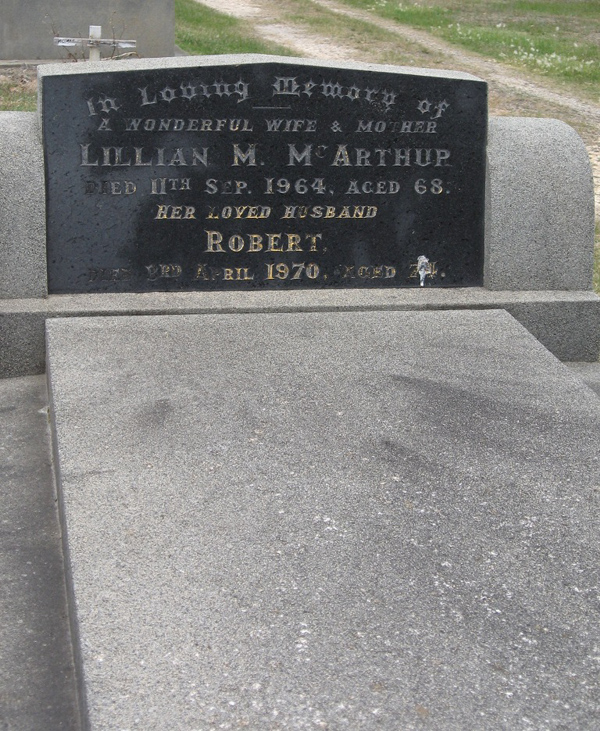 In Loving Memory of
A WONDERFUL WIFE & MOTHER
LILLIAN M. McARTHUR
DIED 11TH SEP. 1964, AGED 68.
HER LOVED HUSBAND
ROBERT.
DIED 3RD APRIL 1970, AGED